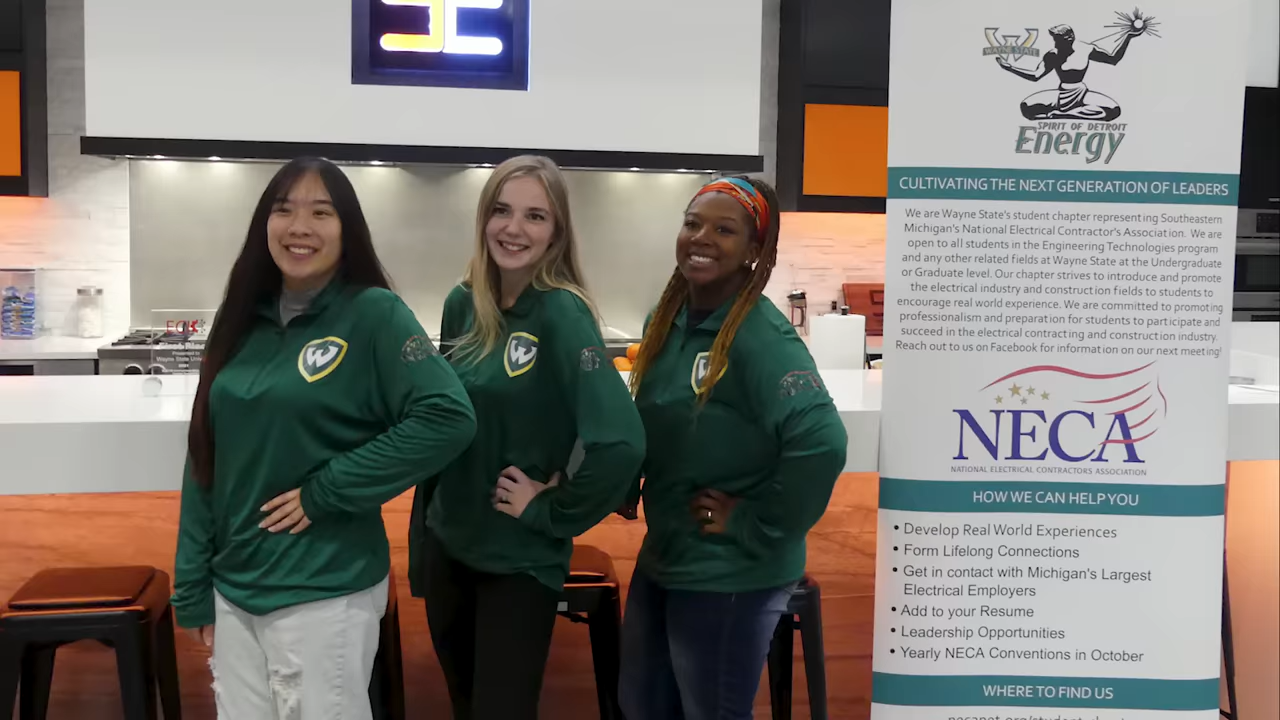 WAYNE STATE
SPIRIT OF DETROIT
Energy
CULTIVATING THE NEXT GENERATION OF LEADERS
We are Wayne State's student chapter representing Southeastern
Michigan's National Electrical Contractor's Association. We are
open to all students in the Engineering Technologies program
and any other related fields at Wayne State at the Undergraduate
or Graduate level. Our chapter strives to introduce and promote
the electrical industry and construction fields to students to
encourage real world experience. We are committed to promoting
professionalism and preparation for students to participate and
succeed in the electrical contracting and construction industry.
Reach out to us on Facebook for information on our next meeting!
NECA
NATIONAL ELECTRICAL CONTRACTORS ASSOCIATION
HOW WE CAN HELP YOU
• Develop Real World Experiences
• Form Lifelong Connections
• Get in contact with Michigan's Largest
Electrical Employers
• Add to your Resume
• Leadership Opportunities
• Yearly NECA Conventions in October
WHERE TO FIND US
W
W
Presented to
Wayne State